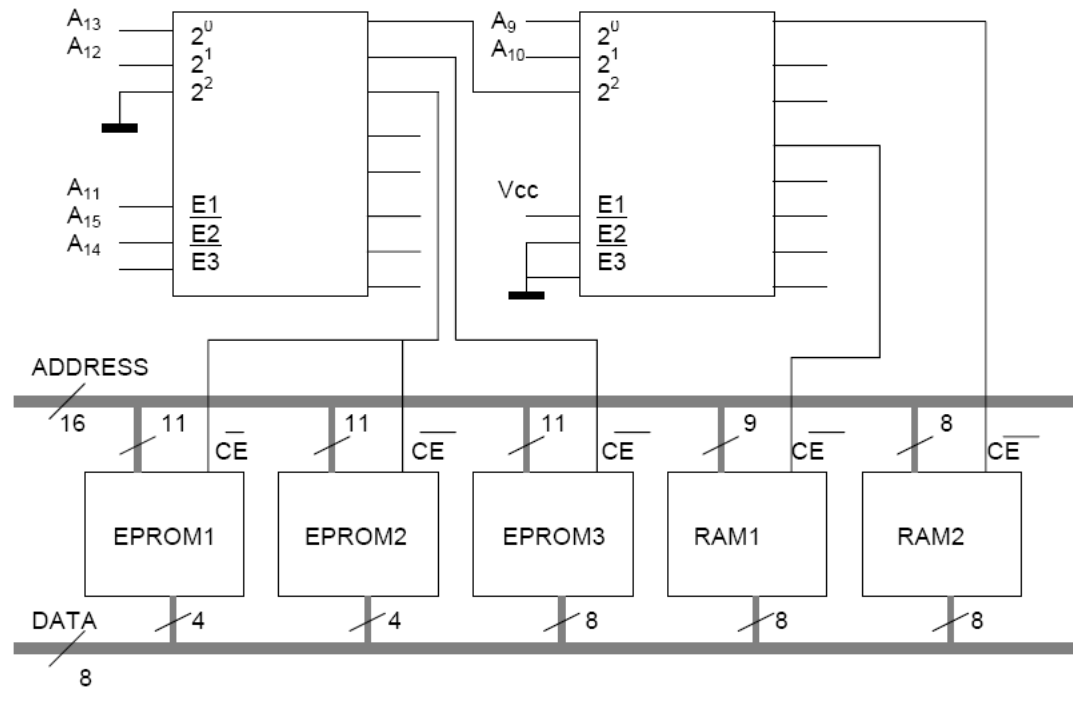 A₁₃
A₁₂
2⁰
2¹
2²
A₁₁
A₁₅
A₁₄
E1
E2
E3
A₉
A₁₀
2⁰
2¹
2²
Vcc
E1
E2
E3
ADDRESS
16
11
CE
11
CE
11
CE
9
CE
8
CE
EPROM1
EPROM2
EPROM3
RAM1
RAM2
DATA
8
4
4
8
8
8